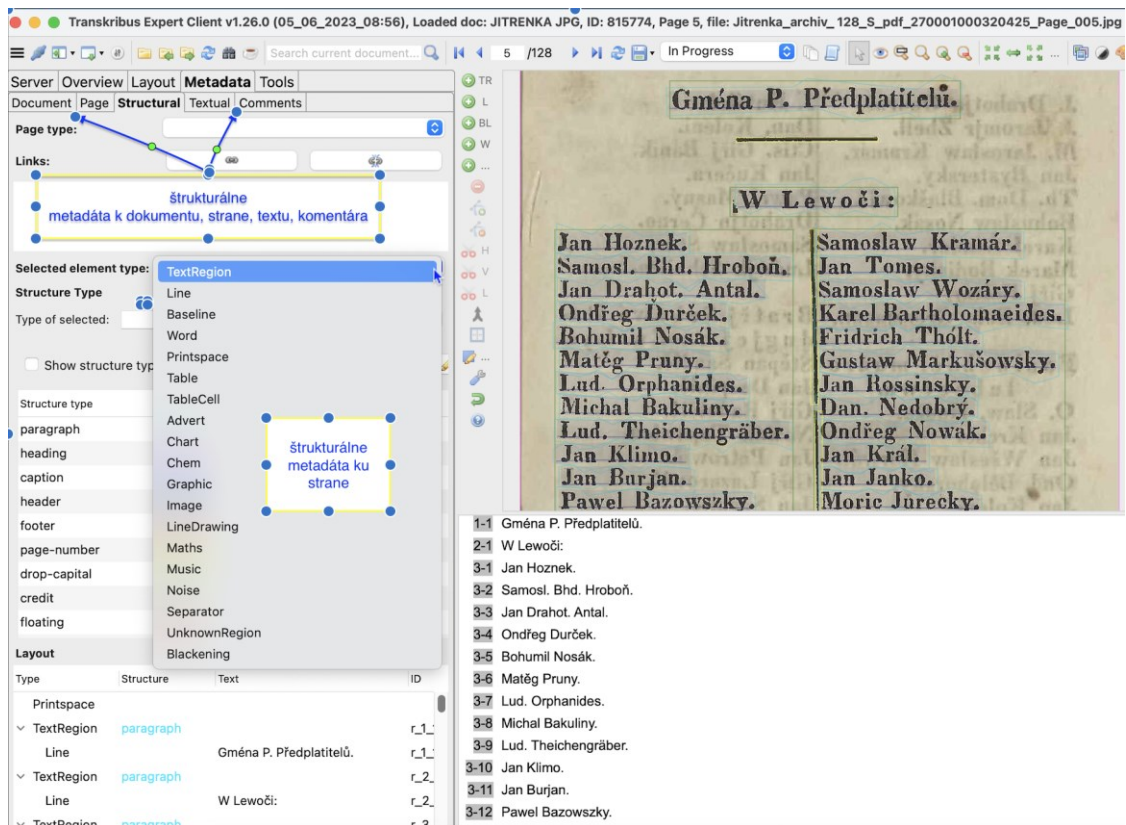 Transkribus Expert Client v1.26.0 (05_06_2023_08:56), Loaded doc: JITRENKA JPG, ID: 815774, Page 5, file: Jitrenka_archiv_128_S_pdf_270001000320425_Page_005.jpg
Search current document...
5 /128
In Progress
Server Overview Layout Metadata Tools
Document Page Structural Textual Comments
Page type:
Links:
štrukturálne
metadáta k dokumentu, strane, textu, komentára
Selected element type:
Structure Type
Type of selected:
Show structure typ
Structure type
paragraph
heading
caption
header
footer
page-number
drop-capital
credit
floating
TextRegion
Line
Baseline
Word
Printspace
Table
TableCell
Advert
Chart
Chem
Graphic
Image
LineDrawing
Maths
Music
Noise
Separator
UnknownRegion
Blackening
štrukturálne
metadáta ku
strane
Layout
Type Structure Text ID
Printspace
TextRegion paragraph r_1_
Line Gména P. Předplatitelů. r_1_
TextRegion paragraph r_2_
Line W Lewoči: r_2_
TextRegion paragraph r_3
TR
L
BL
W
...
H
V
L
...
Gména P. Předplatitelů.
W Lewoči:
Jan Hoznek.
Samosl. Bhd. Hroboň.
Jan Drahot. Antal.
Ondřeg Ďurček.
Bohumil Nosák.
Matěg Pruny.
Lud. Orphanides.
Michal Bakuliny.
Lud. Theichengräber.
Jan Klimo.
Jan Burjan.
Pawel Bazowszky.
Samoslaw Kramár.
Jan Tomes.
Samoslaw Wozáry.
Karel Bartholomaeides.
Fridrich Thólt.
Gustaw Markušowsky.
Jan Rossinsky.
Dan. Nedobrý.
Ondřeg Nowák.
Jan Král.
Jan Janko.
Moric Jurecky.
1-1 Gména P. Předplatitelů.
2-1 W Lewoči:
3-1 Jan Hoznek.
3-2 Samosl. Bhd. Hroboň.
3-3 Jan Drahot. Antal.
3-4 Ondřeg Durček.
3-5 Bohumil Nosák.
3-6 Matěg Pruny.
3-7 Lud. Orphanides.
3-8 Michal Bakuliny.
3-9 Lud. Theichengräber.
3-10 Jan Klimo.
3-11 Jan Burjan.
3-12 Pawel Bazowszky.